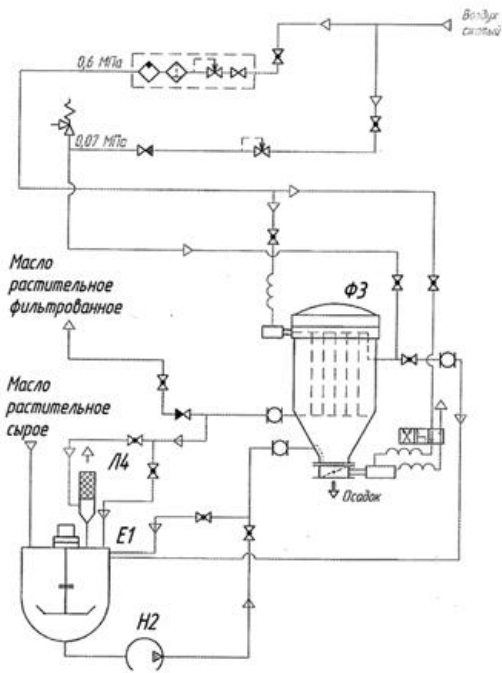 Воздух
сжатый
0,6 МПа
0,07 МПа
Масло
растительное
фильтрованное
Ф3
Масло
растительное
сырое
Л4
Осадок
Е1
Н2